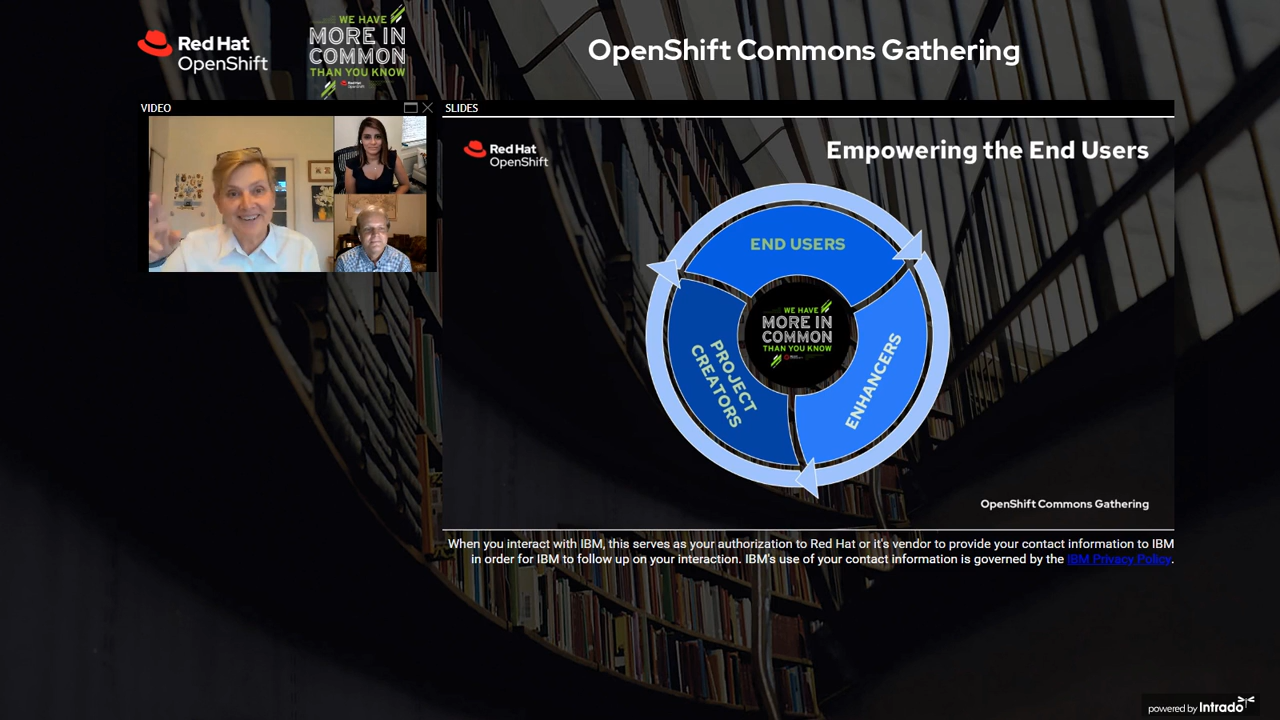 Red Hat
OpenShift
WE HAVE
MORE IN
COMMON
THAN YOU KNOW
OpenShift Commons Gathering
VIDEO
SLIDES
Red Hat
OpenShift
Empowering the End Users
END USERS
WE HAVE
MORE IN
COMMON
THAN YOU KNOW
PROJECT
CREATORS
ENHANCERS
OpenShift Commons Gathering
When you interact with IBM, this serves as your authorization to Red Hat or it's vendor to provide your contact information to IBM
in order for IBM to follow up on your interaction. IBM's use of your contact information is governed by the IBM Privacy Policy.
powered by Intrado